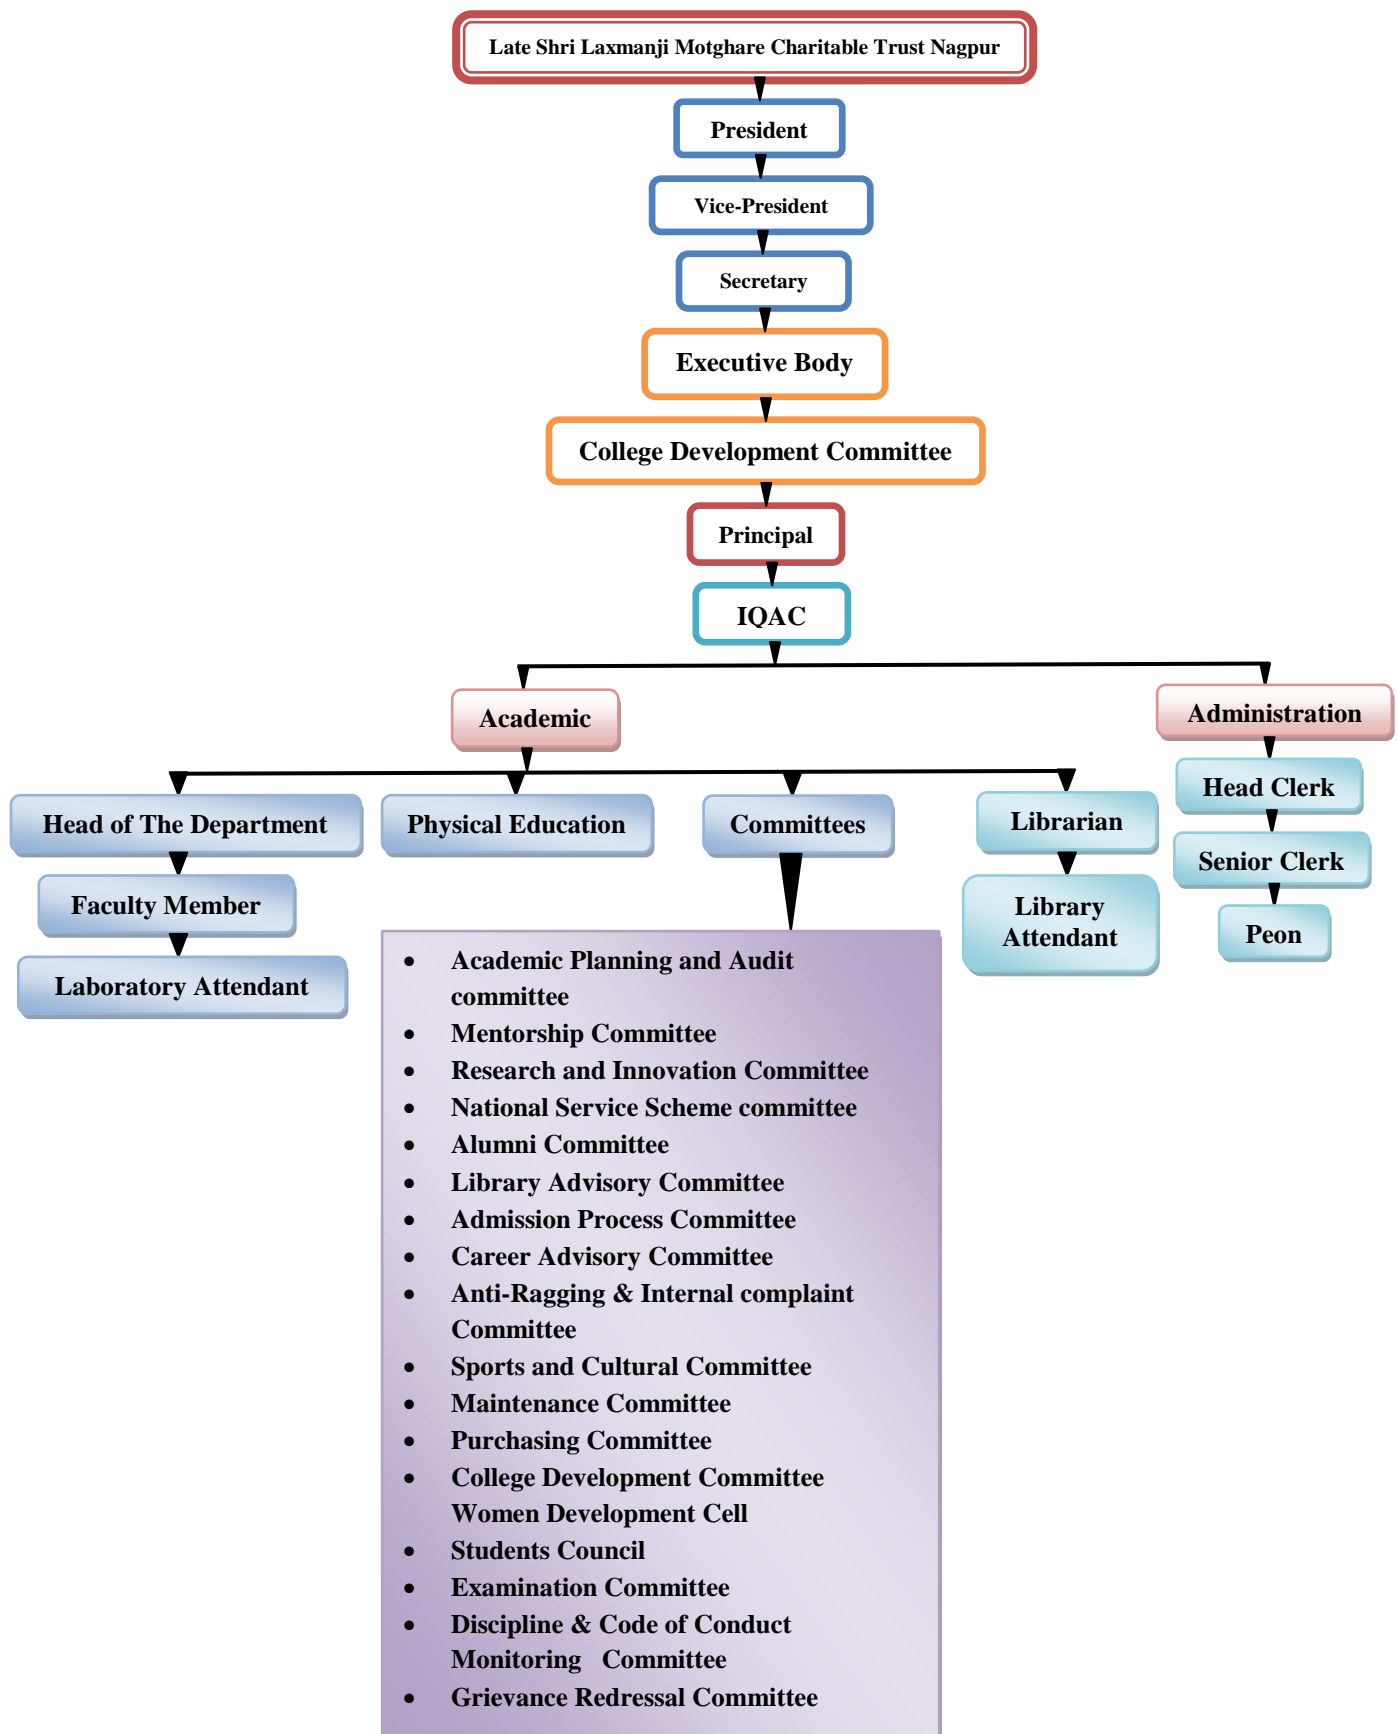 Late Shri Laxmanji Motghare Charitable Trust Nagpur
President
Vice-President
Secretary
Executive Body
College Development Committee
Principal
IQAC
Academic
Administration
Head of The Department
Physical Education
Committees
Librarian
Head Clerk
Senior Clerk
Faculty Member
Library
Attendant
Peon
Laboratory Attendant
• Academic Planning and Audit
committee
• Mentorship Committee
• Research and Innovation Committee
• National Service Scheme committee
• Alumni Committee
• Library Advisory Committee
• Admission Process Committee
• Career Advisory Committee
• Anti-Ragging & Internal complaint
Committee
• Sports and Cultural Committee
• Maintenance Committee
• Purchasing Committee
• College Development Committee
Women Development Cell
• Students Council
• Examination Committee
• Discipline & Code of Conduct
Monitoring Committee
• Grievance Redressal Committee